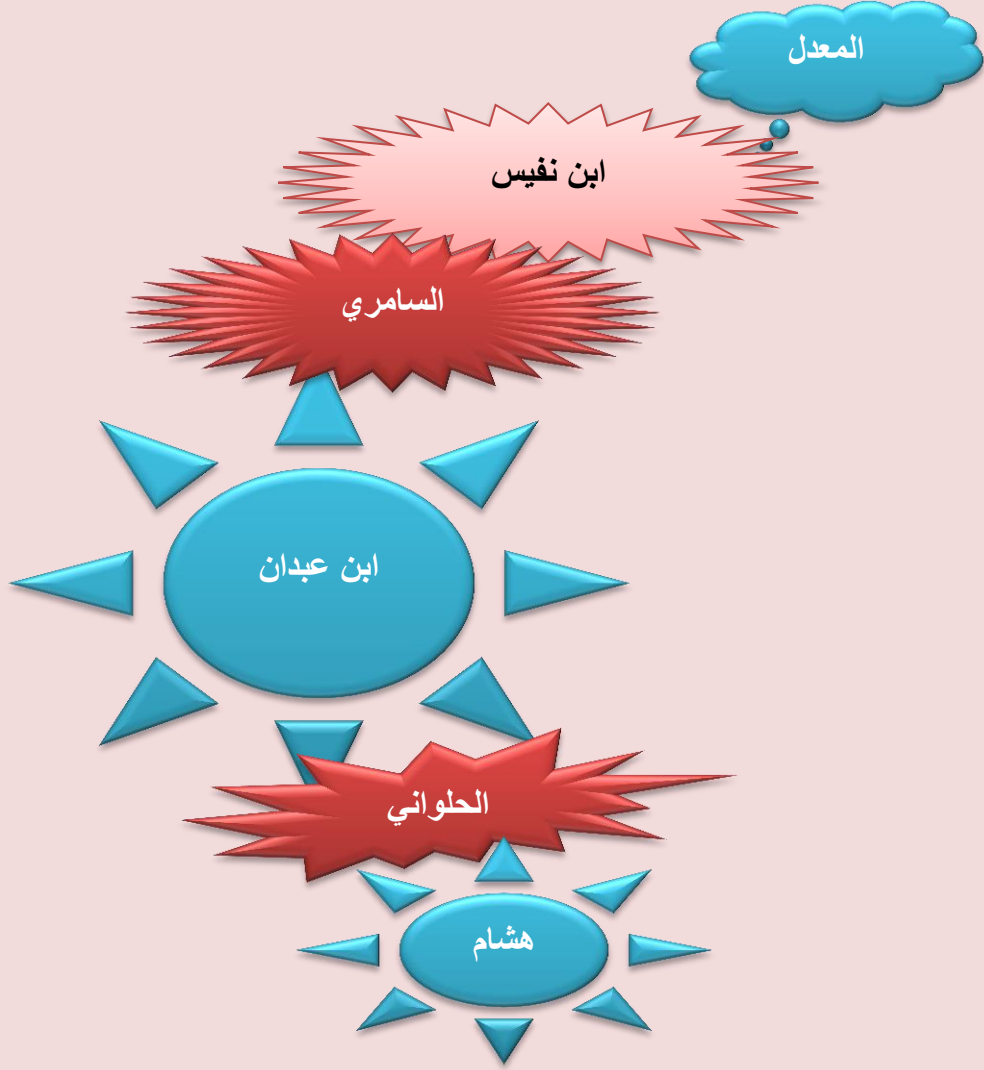 المعدل
ابن نفيس
السامري
ابن عبدان
الحلواني
هشام